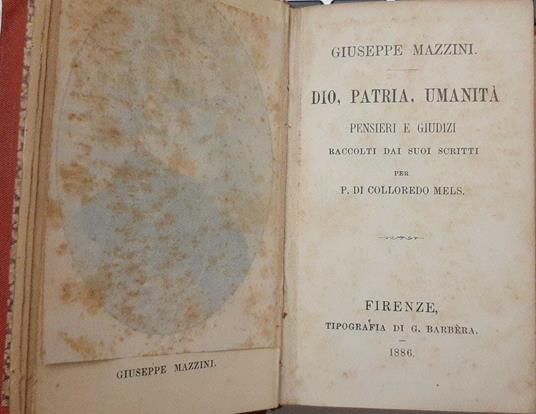 GIUSEPPE MAZZINI.
GIUSEPPE MAZZINI.
DIO, PATRIA, UMANITÀ
PENSIERI E GIUDIZI
RACCOLTI DAI SUOI SCRITTI
PER
P. DI COLLOREDO MELS.
FIRENZE,
TIPOGRAFIA DI G. BARBÈRA.
1886.